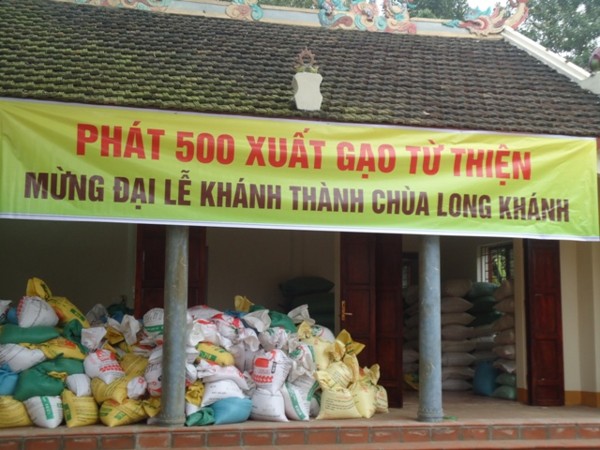 PHÁT 500 XUẤT GẠO TỪ THIỆN
MỪNG ĐẠI LỄ KHÁNH THÀNH CHÙA LONG KHÁNH